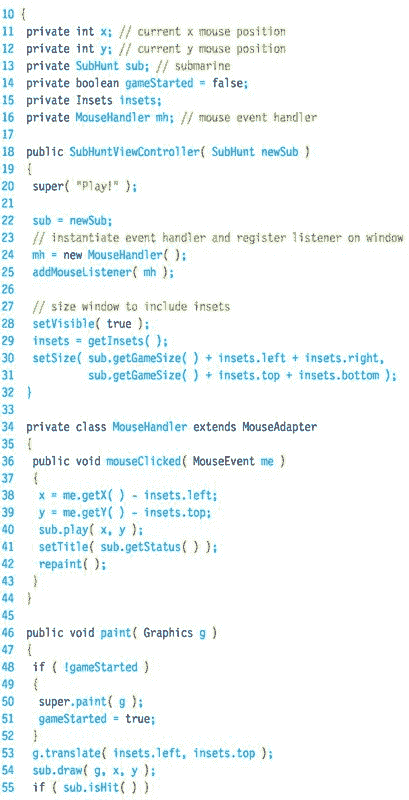 10 {
11 private int x; // current x mouse position
12 private int y; // current y mouse position
13 private SubHunt sub; // submarine
14 private boolean gameStarted = false;
15 private Insets insets;
16 private MouseHandler mh; // mouse event handler
17
18 public SubHuntViewController( SubHunt newSub )
19 {
20 super( "Play!" );
21
22 sub = newSub;
23 // instantiate event handler and register listener on window
24 mh = new MouseHandler( );
25 addMouseListener( mh );
26
27 // size window to include insets
28 setVisible( true );
29 insets = getInsets( );
30 setSize( sub.getGameSize( ) + insets.left + insets.right,
31 sub.getGameSize( ) + insets.top + insets.bottom );
32 }
33
34 private class MouseHandler extends MouseAdapter
35 {
36 public void mouseClicked( MouseEvent me )
37 {
38 x = me.getX( ) - insets.left;
39 y = me.getY( ) - insets.top;
40 sub.play( x, y );
41 setTitle( sub.getStatus( ) );
42 repaint( );
43 }
44 }
45
46 public void paint( Graphics g )
47 {
48 if ( !gameStarted )
49 {
50 super.paint( g );
51 gameStarted = true;
52 }
53 g.translate( insets.left, insets.top );
54 sub.draw( g, x, y );
55 if ( sub.isHit( ) )